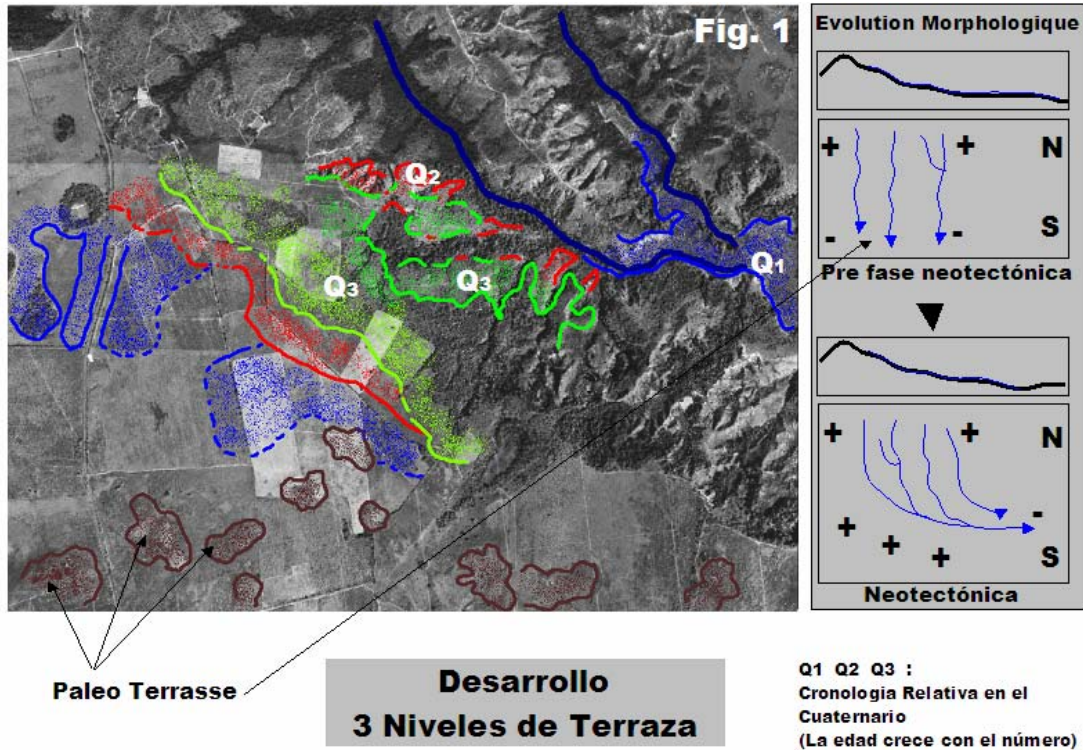 Fig. 1
Q2
Q3
Q3
Q1
Evolution Morphologique
+ + N
- - S
Pre fase neotectónica
+ + N
-
+ + + S
Neotectónica
Paleo Terrasse
Desarrollo
3 Niveles de Terraza
Q1 Q2 Q3 :
Cronologia Relativa en el
Cuaternario
(La edad crece con el número)